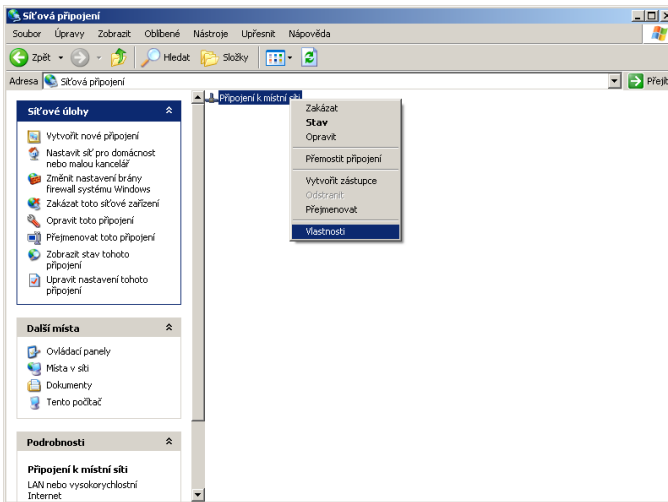 Síťová připojení
Soubor Úpravy Zobrazit Oblíbené Nástroje Upřesnit Nápověda
Zpět Hledat Složky
Adresa Síťová připojení Přejít
Síťové úlohy
Vytvořit nové připojení
Nastavit síť pro domácnost
nebo malou kancelář
Změnit nastavení brány
firewall systému Windows
Zakázat toto síťové zařízení
Opravit toto připojení
Přejmenovat toto připojení
Zobrazit stav tohoto
připojení
Upravit nastavení tohoto
připojení
Další místa
Ovládací panely
Místa v síti
Dokumenty
Tento počítač
Podrobnosti
Připojení k místní síti
LAN nebo vysokorychlostní
Internet
Připojení k místní
Zakázat
Stav
Opravit
Přemostit připojení
Vytvořit zástupce
Odstranit
Přejmenovat
Vlastnosti